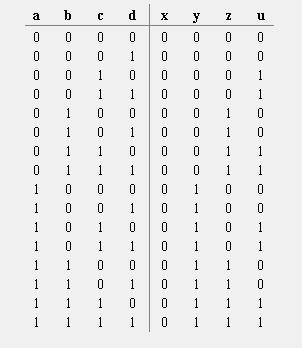 a b c d x y z u
0 0 0 0 0 0 0 0
0 0 0 1 0 0 0 0
0 0 1 0 0 0 0 1
0 0 1 1 0 0 0 1
0 1 0 0 0 0 1 0
0 1 0 1 0 0 1 0
0 1 1 0 0 0 1 1
0 1 1 1 0 0 1 1
1 0 0 0 0 1 0 0
1 0 0 1 0 1 0 0
1 0 1 0 0 1 0 1
1 0 1 1 0 1 0 1
1 1 0 0 0 1 1 0
1 1 0 1 0 1 1 0
1 1 1 0 0 1 1 1
1 1 1 1 0 1 1 1